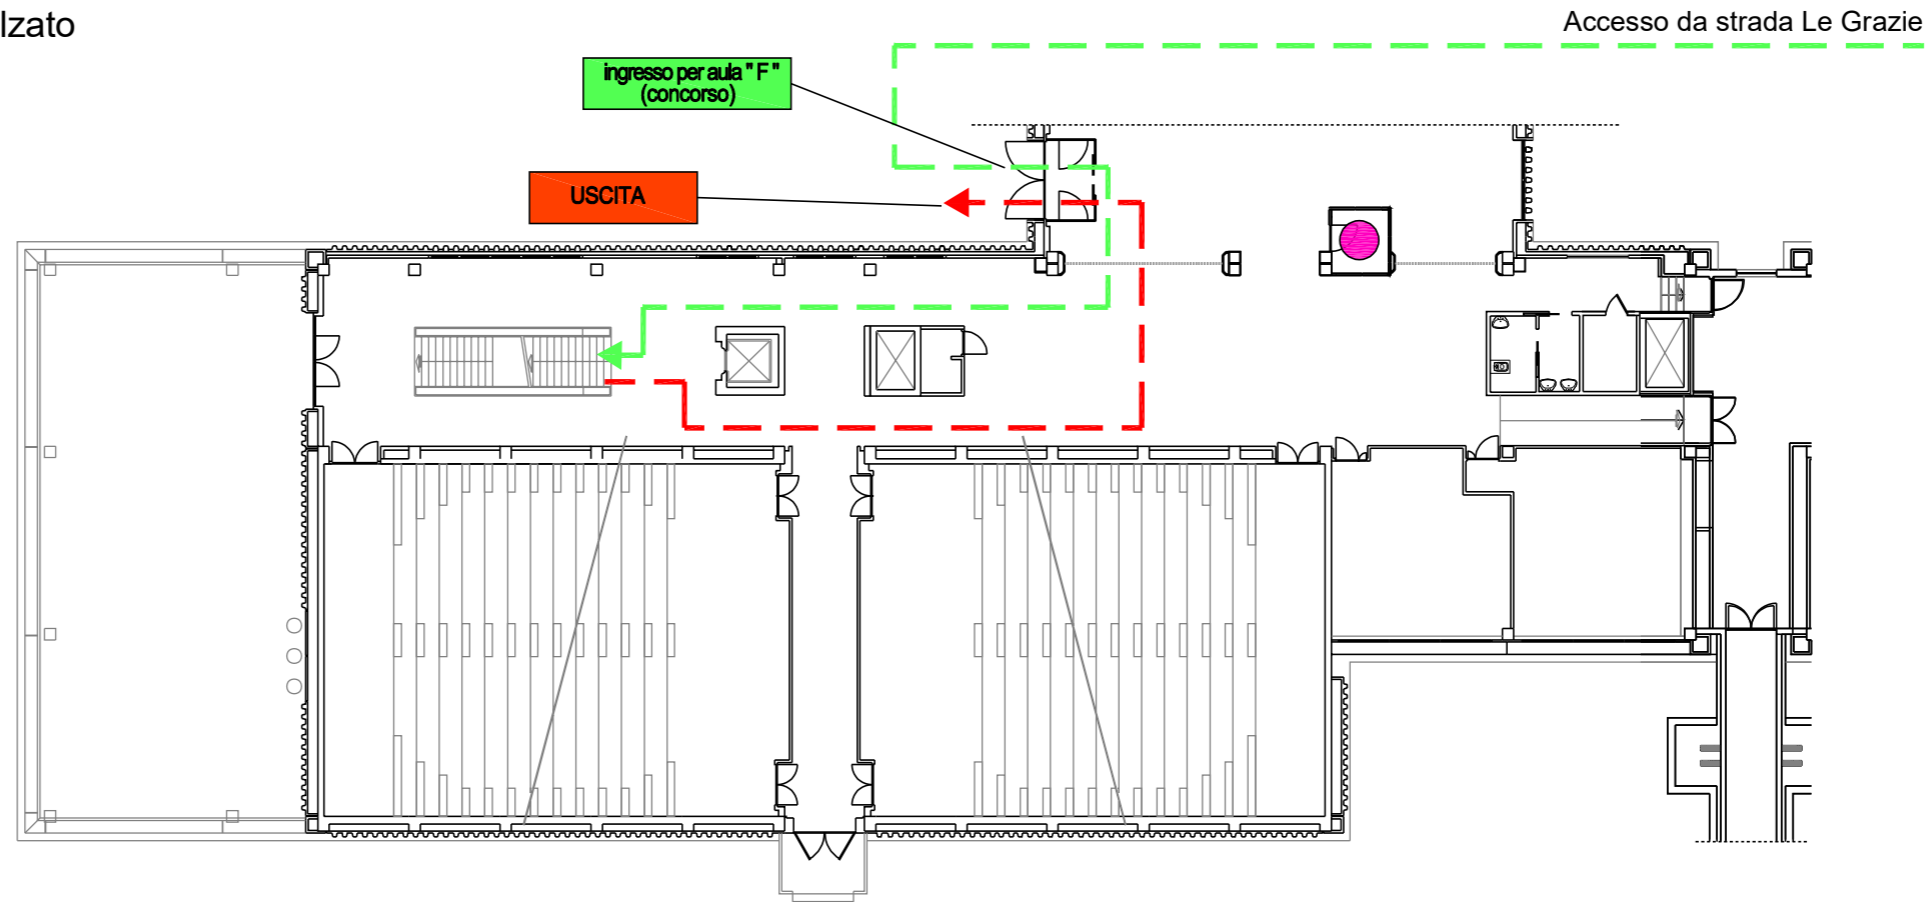 lzato
Accesso da strada Le Grazie
ingresso per aula " F "
(concorso)
USCITA